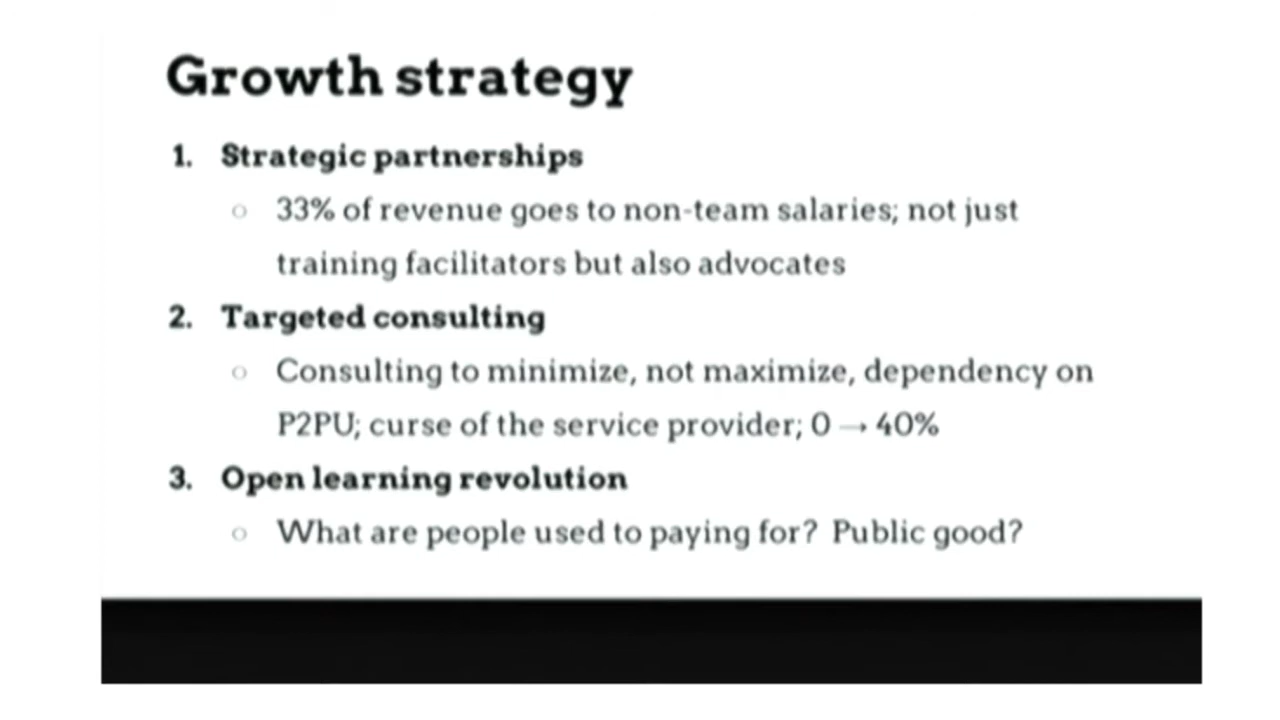 Growth strategy
1. Strategic partnerships
○ 33% of revenue goes to non-team salaries; not just
training facilitators but also advocates
2. Targeted consulting
○ Consulting to minimize, not maximize, dependency on
P2PU; curse of the service provider; 0 → 40%
3. Open learning revolution
○ What are people used to paying for? Public good?